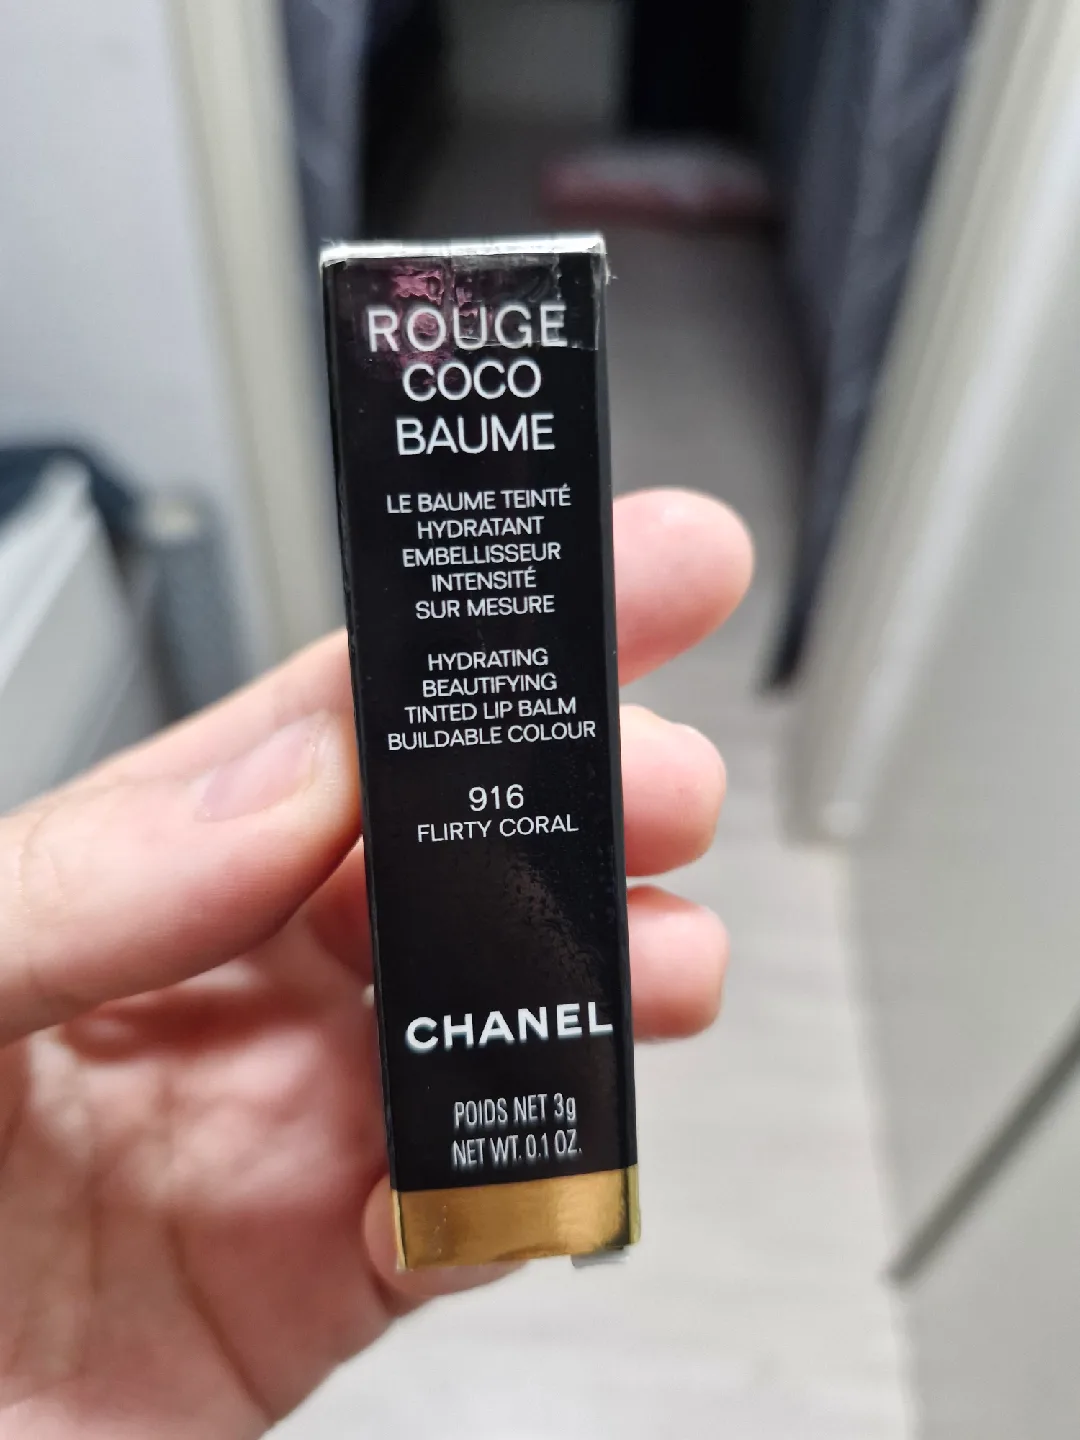 ROUGE
COCO
BAUME
LE BAUME TEINTÉ
HYDRATANT
EMBELLISSEUR
INTENSITÉ
SUR MESURE
HYDRATING
BEAUTIFYING
TINTED LIP BALM
BUILDABLE COLOUR
916
FLIRTY CORAL
CHANEL
POIDS NET 3g
NET WT. 0.1 OZ.